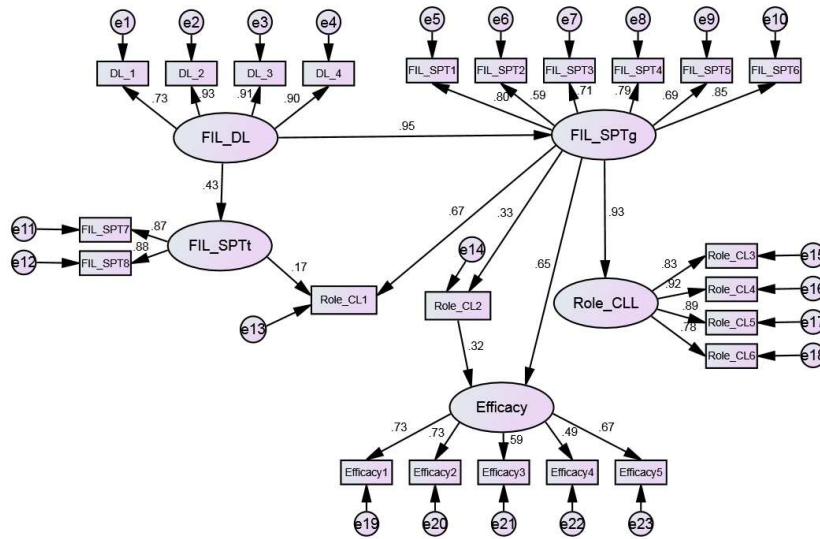 e1 e2 e3 e4 e5 e6 e7 e8 e9 e10
DL_1 DL_2 DL_3 DL_4 FIL_SPT1 FIL_SPT2 FIL_SPT3 FIL_SPT4 FIL_SPT5 FIL_SPT6
.73 .93 .91 .90 .80 .59 .71 .79 .69 .85
FIL_DL .95 FIL_SPTg
.43 .67 .33 .93
e11 FIL_SPT7 .87 FIL_SPTt e14 .65 .83 Role_CL3 e15
e12 FIL_SPT8 .88 .17 Role_CL1 Role_CL2 Role_CLL .92 Role_CL4 e16
e13 .89 Role_CL5 e17
.32 .78 Role_CL6 e18
Efficacy
.73 .73 .59 .49 .67
Efficacy1 Efficacy2 Efficacy3 Efficacy4 Efficacy5
e19 e20 e21 e22 e23